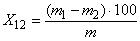 X₁₂ = (m₁ − m₂) · 100 / m